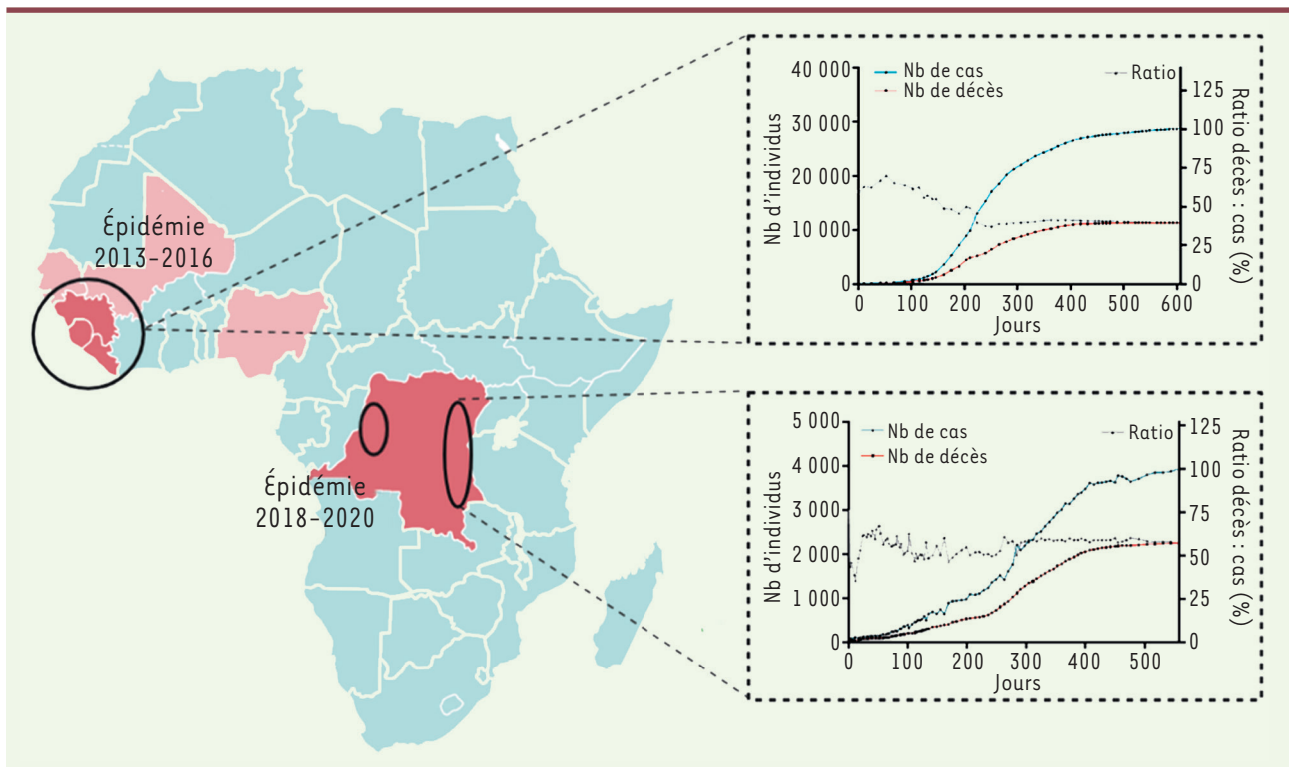 Épidémie
2013-2016
Épidémie
2018-2020
Nb d'individus
40 000
30 000
20 000
10 000
0
Nb de cas
Nb de décès
Ratio
125
100
75
50
25
0
Ratio décès : cas (%)
0 100 200 300 400 500 600
Jours
Nb d'individus
5 000
4 000
3 000
2 000
1 000
0
Nb de cas
Nb de décès
Ratio
125
100
75
50
25
0
Ratio décès : cas (%)
0 100 200 300 400 500
Jours